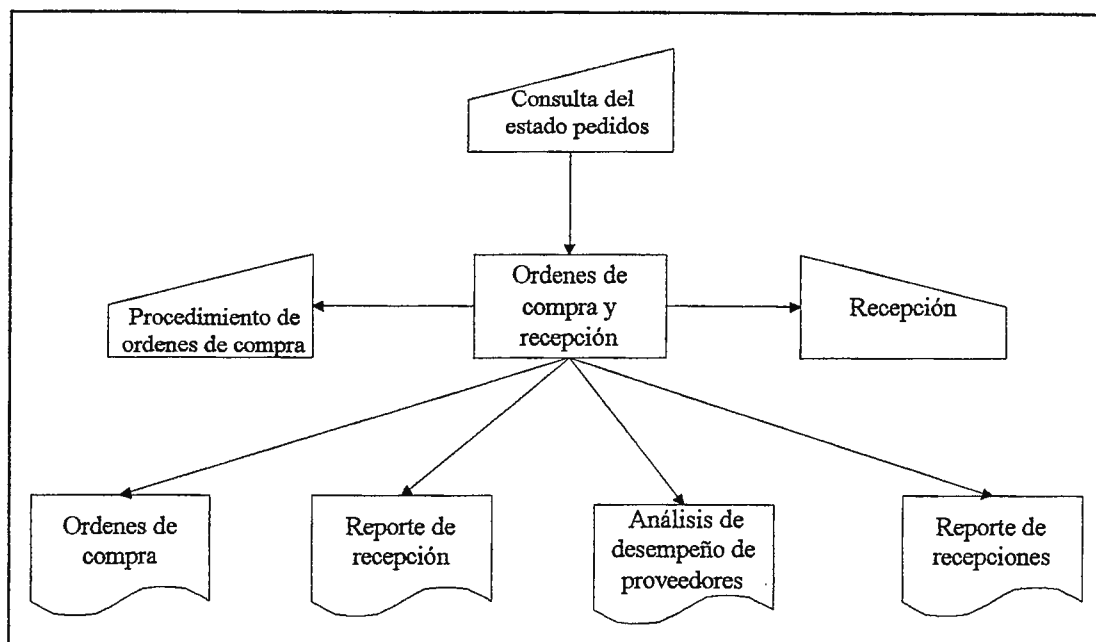 Consulta del
estado pedidos
Procedimiento de
ordenes de compra
Ordenes de
compra y
recepción
Recepción
Ordenes de
compra
Reporte de
recepción
Análisis de
desempeño de
proveedores
Reporte de
recepciones